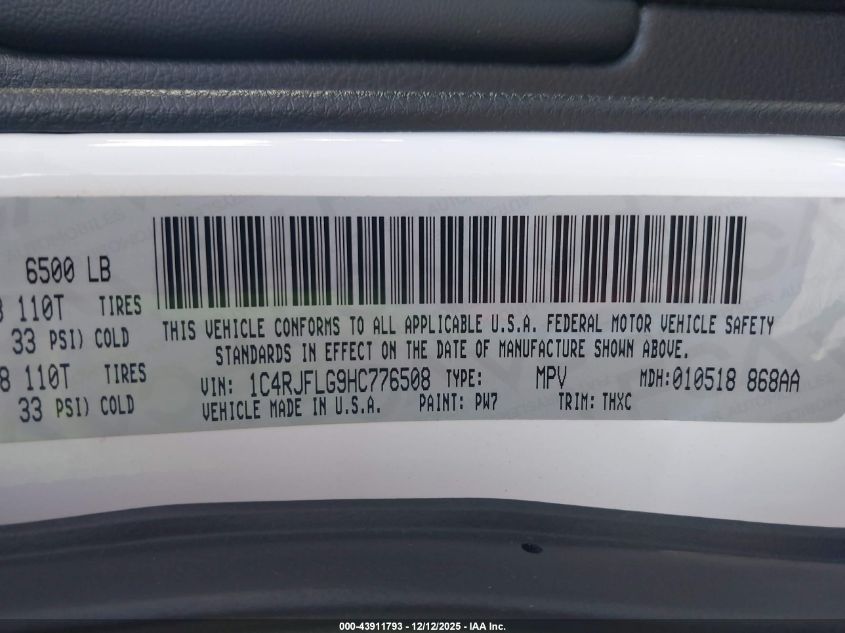 6500 LB
110T TIRES
33 PSI) COLD
8 110T TIRES
33 PSI) COLD
THIS VEHICLE CONFORMS TO ALL APPLICABLE U.S.A. FEDERAL MOTOR VEHICLE SAFETY
STANDARDS IN EFFECT ON THE DATE OF MANUFACTURE SHOWN ABOVE.
VIN: 1C4RJFLG9HC776508 TYPE: MPV MDH:010518 868AA
VEHICLE MADE IN U.S.A. PAINT: PW7 TRIM: THXC
000-43911793 - 12/12/2025 - IAA Inc.